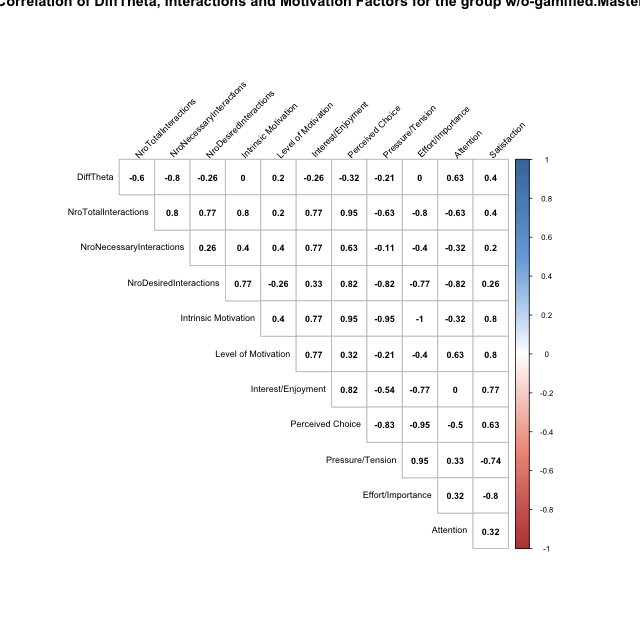 Correlation of DiffTheta, Interactions and Motivation Factors for the group w/o-gamified.Master
NroTotalInteractions
NroNecessaryInteractions
NroDesiredInteractions
Intrinsic Motivation
Level of Motivation
Interest/Enjoyment
Perceived Choice
Pressure/Tension
Effort/Importance
Attention
Satisfaction
DiffTheta -0.6 -0.8 -0.26 0 0.2 -0.26 -0.32 -0.21 0 0.63 0.4
NroTotalInteractions 0.8 0.77 0.8 0.2 0.77 0.95 -0.63 -0.8 -0.63 0.4
NroNecessaryInteractions 0.26 0.4 0.4 0.77 0.63 -0.11 -0.4 -0.32 0.2
NroDesiredInteractions 0.77 -0.26 0.33 0.82 -0.82 -0.77 -0.82 0.26
Intrinsic Motivation 0.4 0.77 0.95 -0.95 -1 -0.32 0.8
Level of Motivation 0.77 0.32 -0.21 -0.4 0.63 0.8
Interest/Enjoyment 0.82 -0.54 -0.77 0 0.77
Perceived Choice -0.83 -0.95 -0.5 0.63
Pressure/Tension 0.95 0.33 -0.74
Effort/Importance 0.32 -0.8
Attention 0.32
1
0.8
0.6
0.4
0.2
0
-0.2
-0.4
-0.6
-0.8
-1